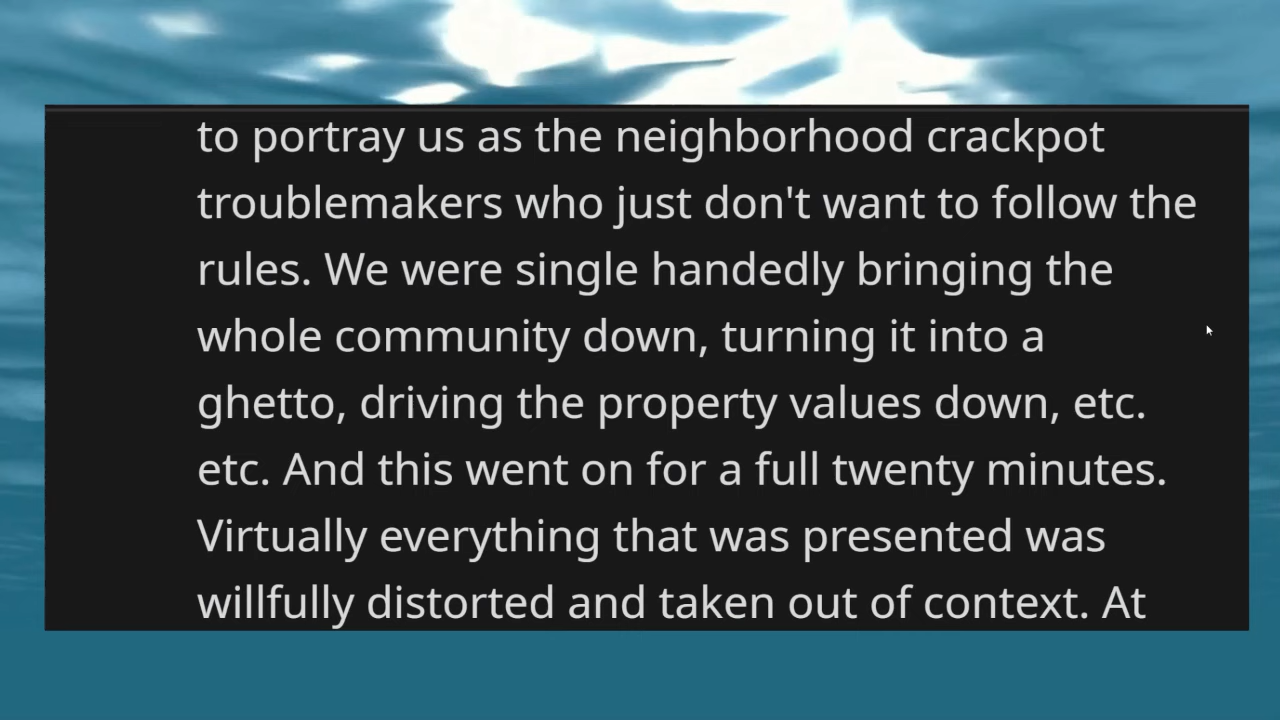 to portray us as the neighborhood crackpot
troublemakers who just don't want to follow the
rules. We were single handedly bringing the
whole community down, turning it into a
ghetto, driving the property values down, etc.
etc. And this went on for a full twenty minutes.
Virtually everything that was presented was
willfully distorted and taken out of context. At